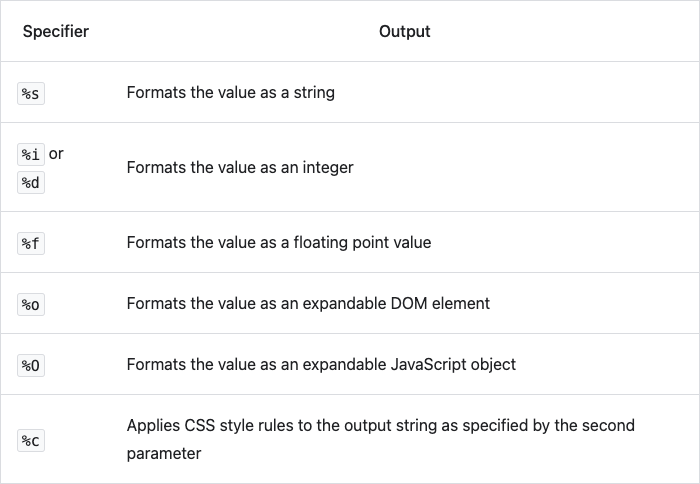 Specifier Output
%s Formats the value as a string
%i or
%d Formats the value as an integer
%f Formats the value as a floating point value
%o Formats the value as an expandable DOM element
%O Formats the value as an expandable JavaScript object
%c Applies CSS style rules to the output string as specified by the second
parameter